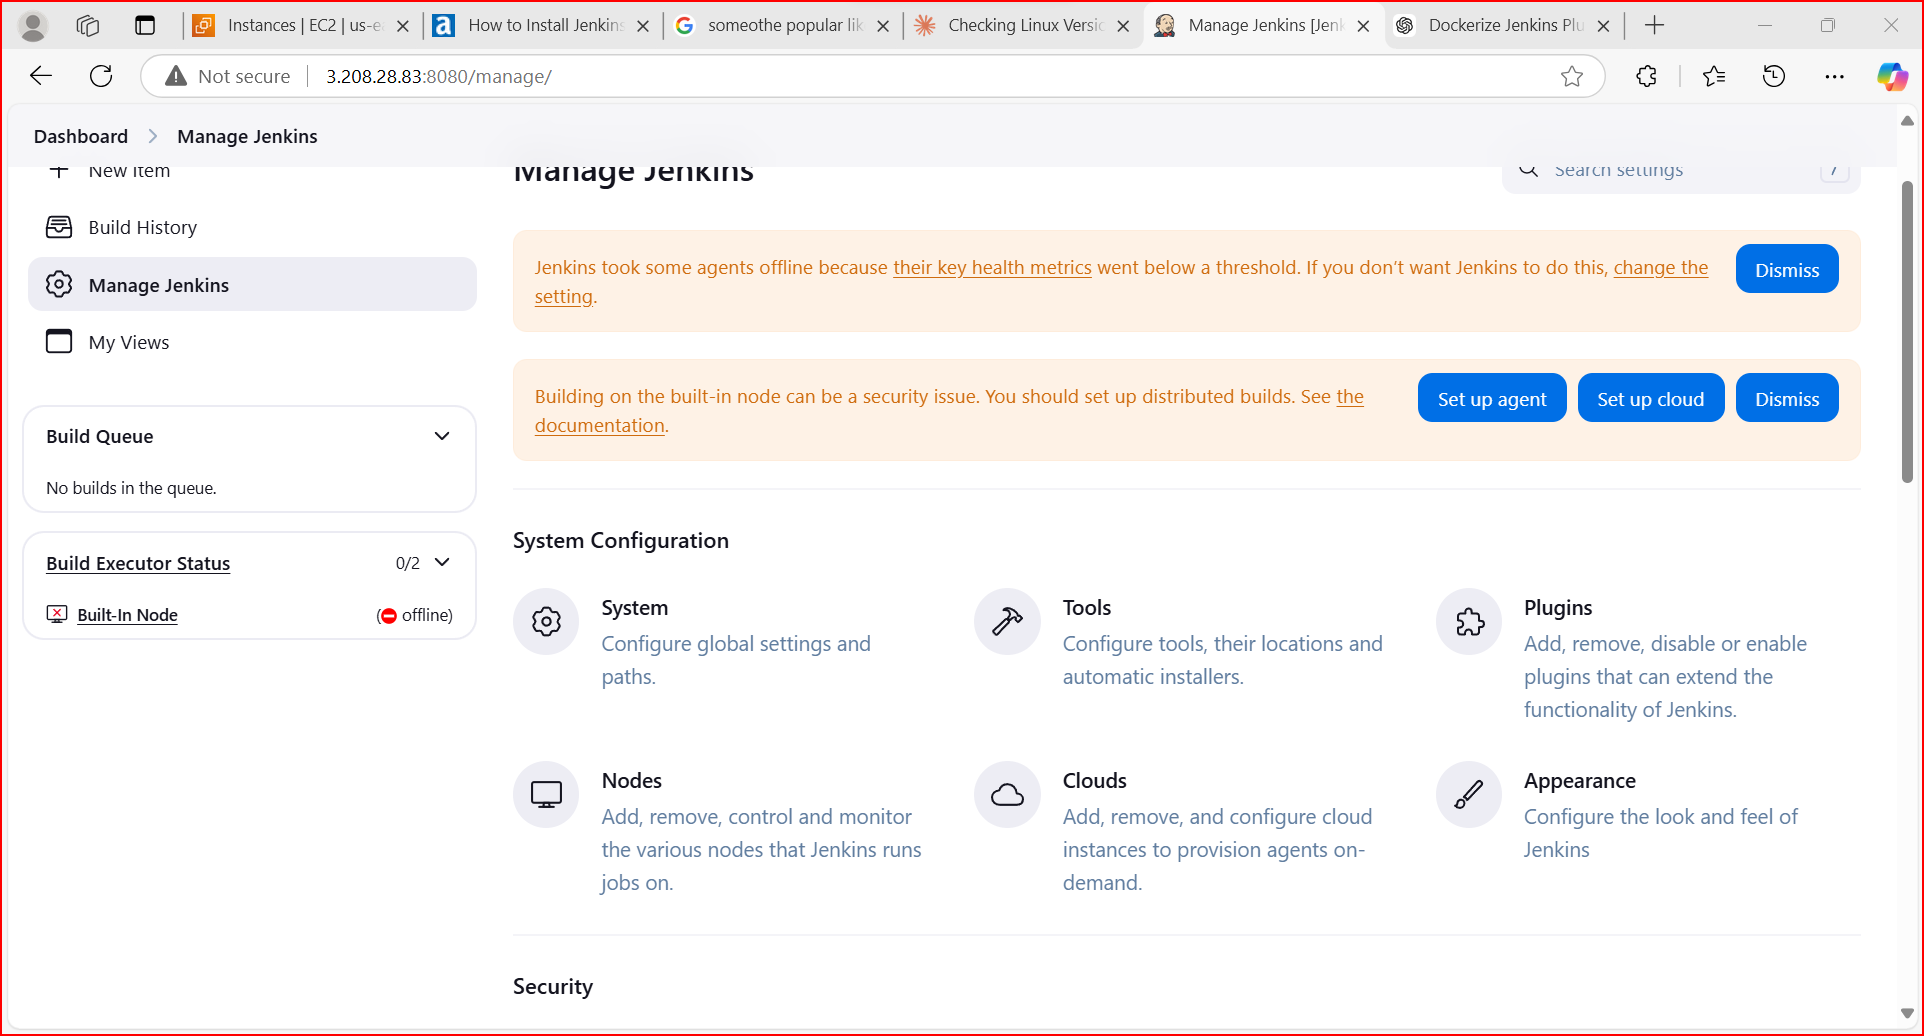 Instances | EC2 | us-ea
How to Install Jenkins
someothe popular lik
Checking Linux Versio
Manage Jenkins [Jenk
Dockerize Jenkins Plu
Not secure
3.208.28.83:8080/manage/
Dashboard
Manage Jenkins
New Item
Build History
Manage Jenkins
My Views
Build Queue
No builds in the queue.
Build Executor Status
0/2
Built-In Node
(offline)
Manage Jenkins
Search settings
/
Jenkins took some agents offline because their key health metrics went below a threshold. If you don’t want Jenkins to do this, change the
setting.
Dismiss
Building on the built-in node can be a security issue. You should set up distributed builds. See the
documentation.
Set up agent
Set up cloud
Dismiss
System Configuration
System
Configure global settings and
paths.
Tools
Configure tools, their locations and
automatic installers.
Plugins
Add, remove, disable or enable
plugins that can extend the
functionality of Jenkins.
Nodes
Add, remove, control and monitor
the various nodes that Jenkins runs
jobs on.
Clouds
Add, remove, and configure cloud
instances to provision agents on-
demand.
Appearance
Configure the look and feel of
Jenkins
Security